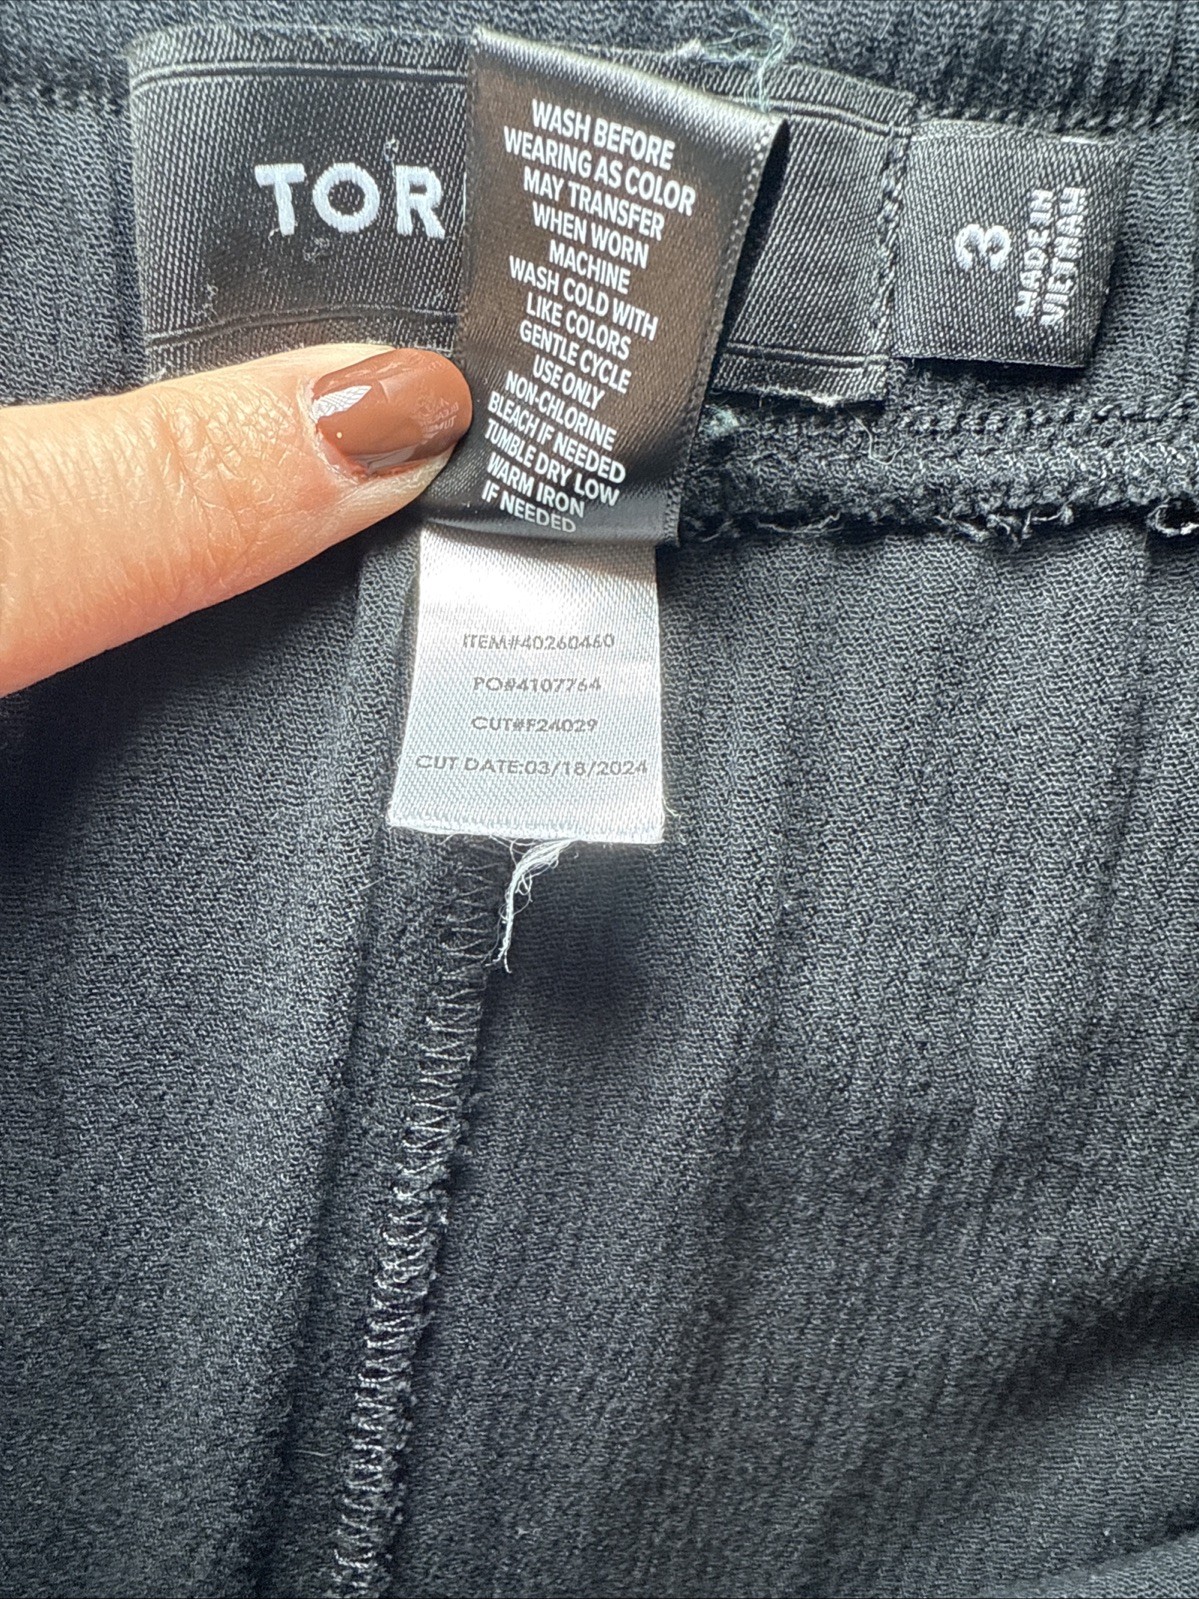 TOR
WASH BEFORE
WEARING AS COLOR
MAY TRANSFER
WHEN WORN
MACHINE
WASH COLD WITH
LIKE COLORS
GENTLE CYCLE
USE ONLY
NON-CHLORINE
BLEACH IF NEEDED
TUMBLE DRY LOW
WARM IRON
IF NEEDED
3
MADE IN
VIETNAM
ITEM#40260460
PO#4107764
CUT#F24029
CUT DATE:03/18/2024